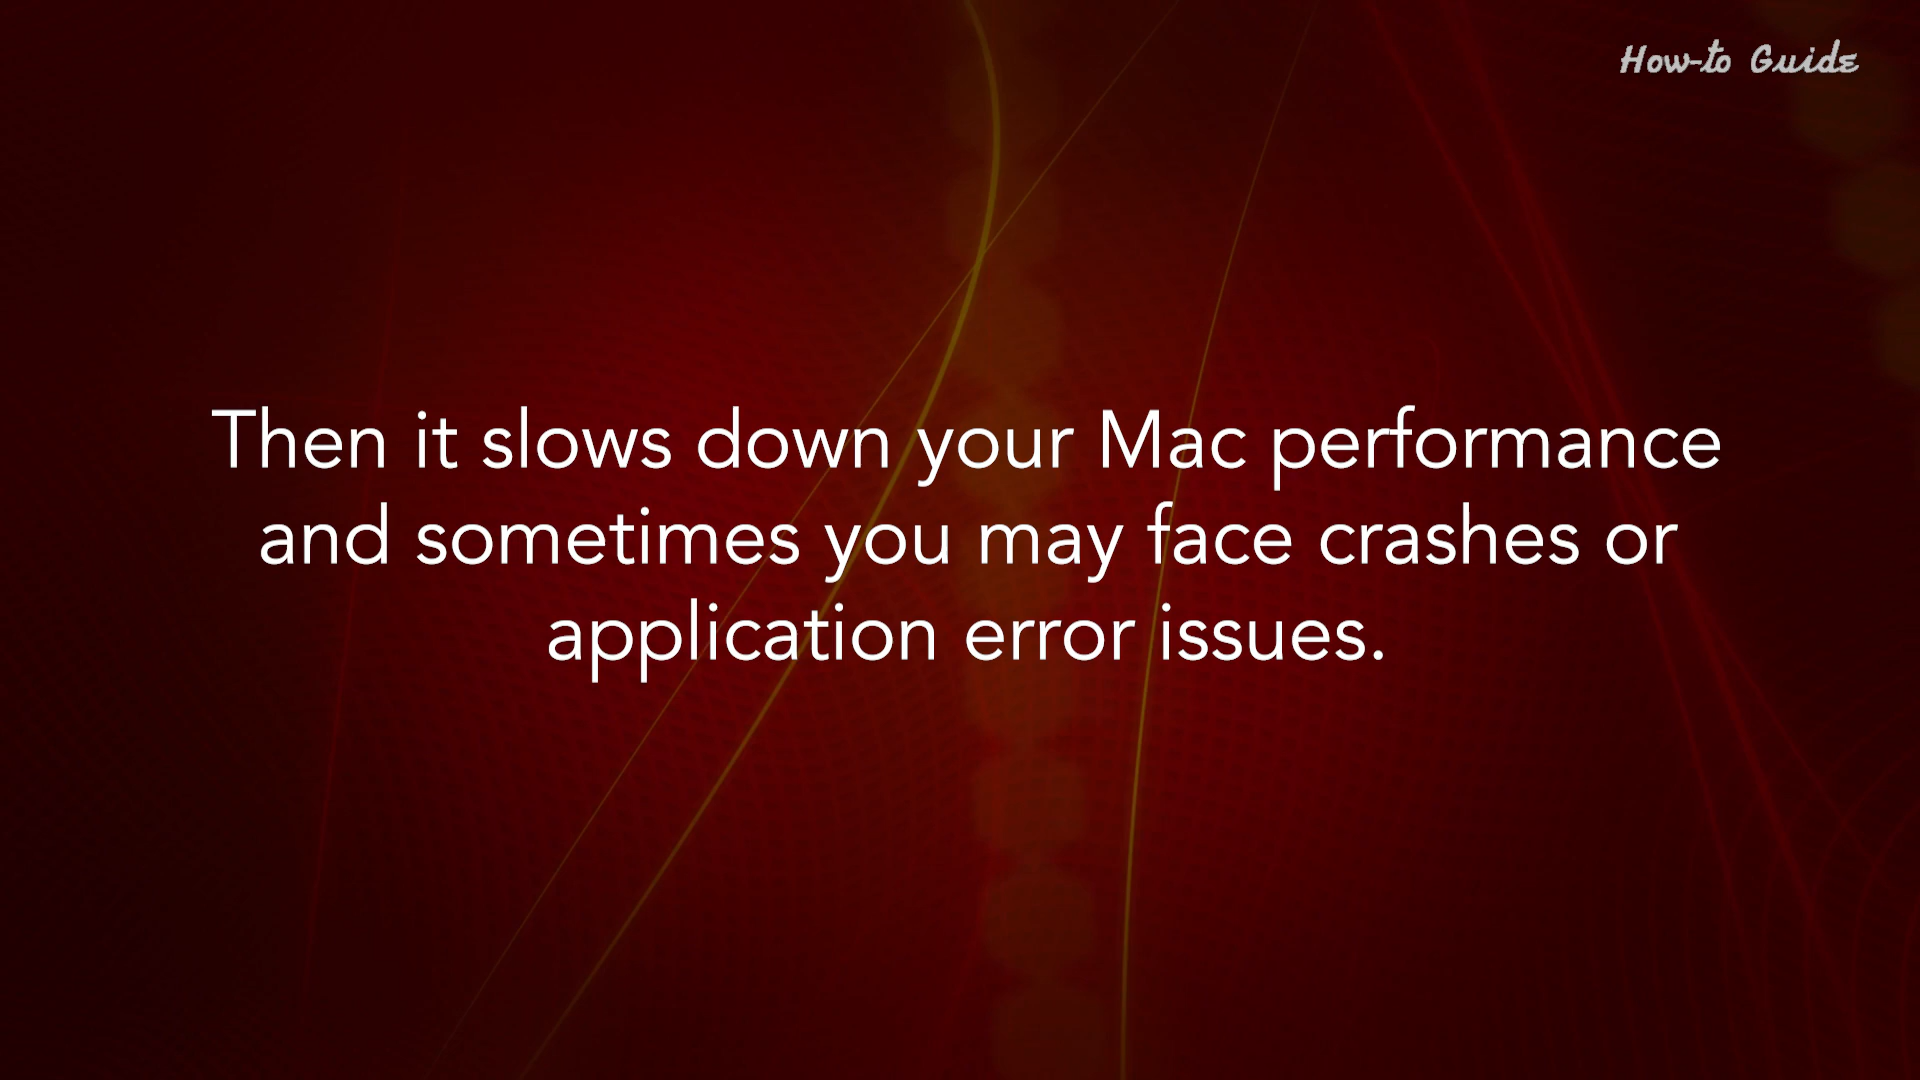 How-to Guide
Then it slows down your Mac performance
and sometimes you may face crashes or
application error issues.